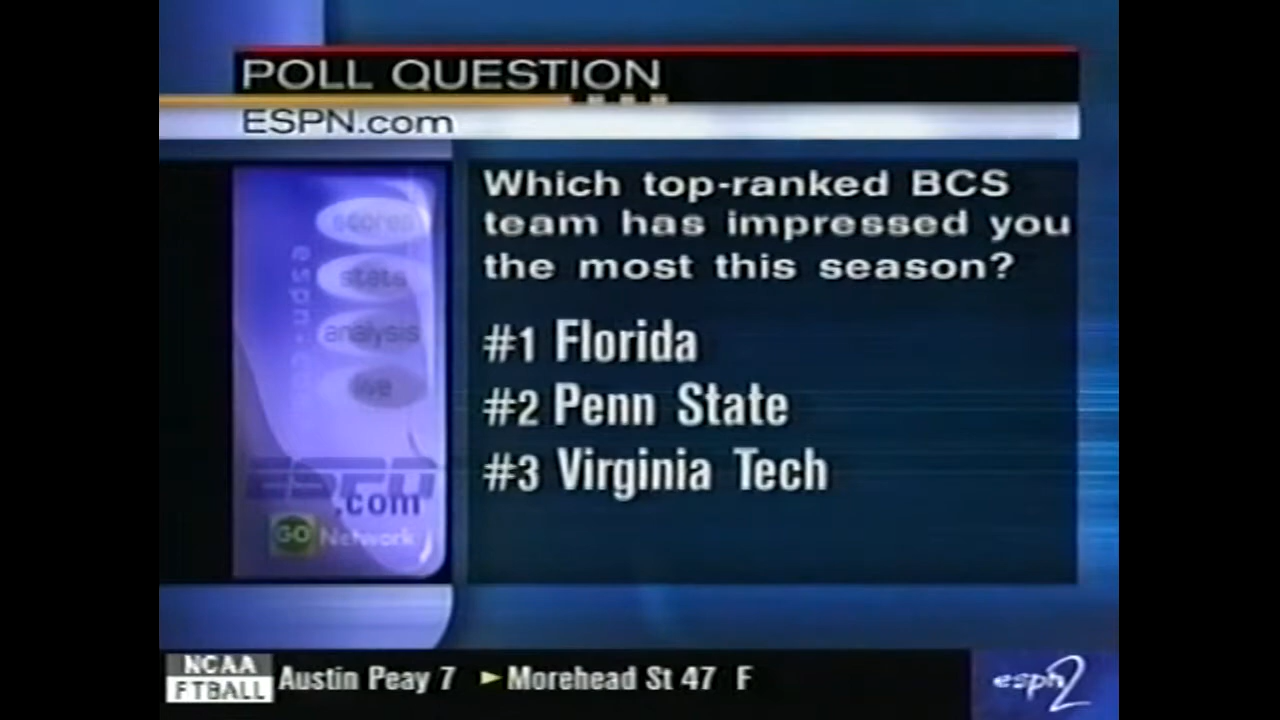 POLL QUESTION
ESPN.com
Which top-ranked BCS
team has impressed you
the most this season?
#1 Florida
#2 Penn State
#3 Virginia Tech
scores
stats
analysis
live
espn.co
ESPN
.com
GO Network
NCAA
FTBALL
Austin Peay 7 ►Morehead St 47 F
espn2